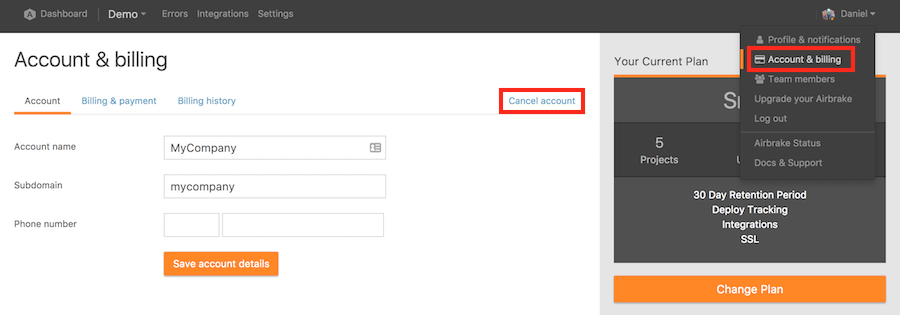 Dashboard Demo Errors Integrations Settings Daniel
Account & billing
Account Billing & payment Billing history Cancel account
Account name MyCompany
Subdomain mycompany
Phone number
Save account details
Profile & notifications
Account & billing
Team members
Upgrade your Airbrake
Log out
Airbrake Status
Docs & Support
Your Current Plan
5
Projects
30 Day Retention Period
Deploy Tracking
Integrations
SSL
Change Plan